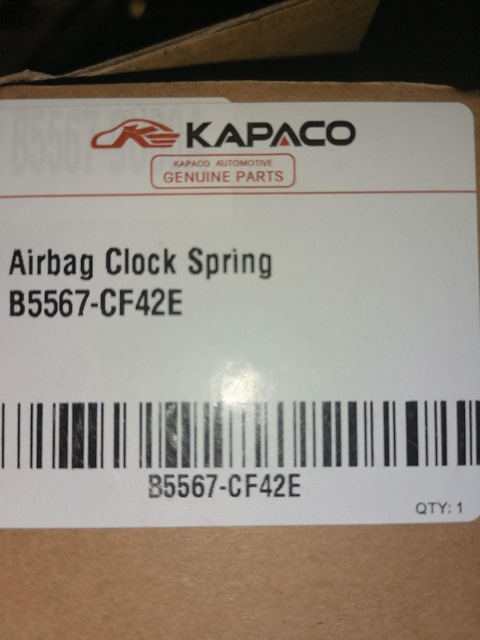 KAPACO
KAPACO AUTOMOTIVE
GENUINE PARTS
Airbag Clock Spring
B5567-CF42E
B5567-CF42E
QTY: 1